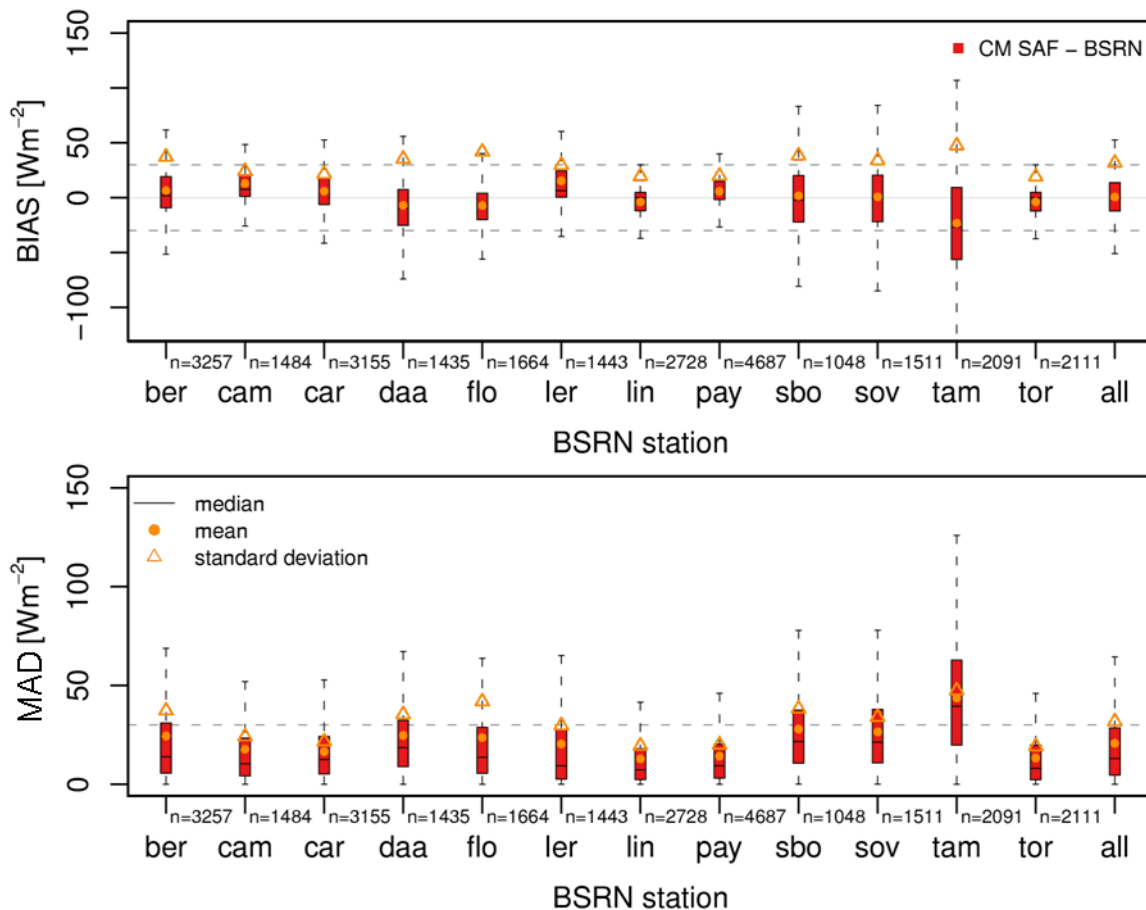 BIAS [Wm−2]
150
50
0
−100
CM SAF − BSRN
n=3257 n=1484 n=3155 n=1435 n=1664 n=1443 n=2728 n=4687 n=1048 n=1511 n=2091 n=2111
ber cam car daa flo ler lin pay sbo sov tam tor all
BSRN station
MAD [Wm−2]
150
100
50
0
median
mean
standard deviation
n=3257 n=1484 n=3155 n=1435 n=1664 n=1443 n=2728 n=4687 n=1048 n=1511 n=2091 n=2111
ber cam car daa flo ler lin pay sbo sov tam tor all
BSRN station